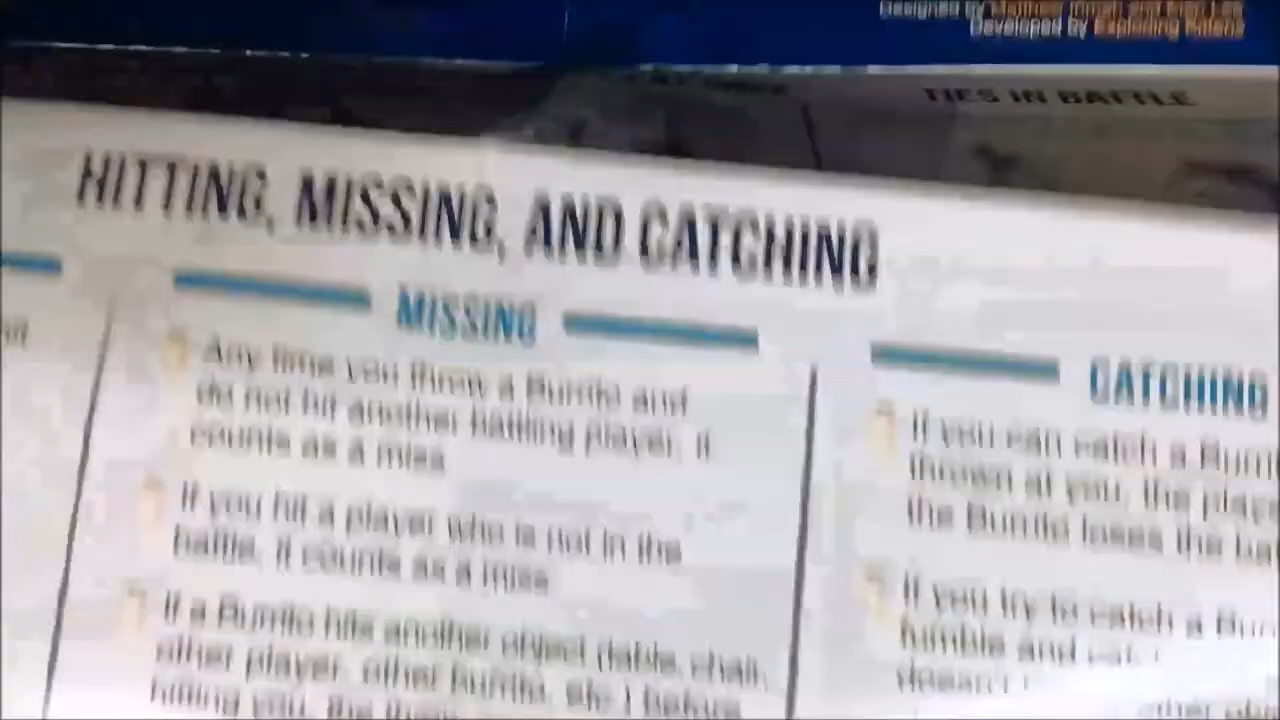 Designed by
Developed by Exploding Kittens
TIES IN BATTLE
HITTING, MISSING, AND CATCHING
MISSING
Any time you throw a Burrito and
do not hit another battling player, it
counts as a miss
If you hit a player who is not in the
battle, it counts as a miss
If a Burrito hits another object (table, chair,
other player, other burrito, etc.) before
hitting you, the
CATCHING
If you can catch a
thrown at you, the
the Burrito loses the
If you try to catch a
fumble and